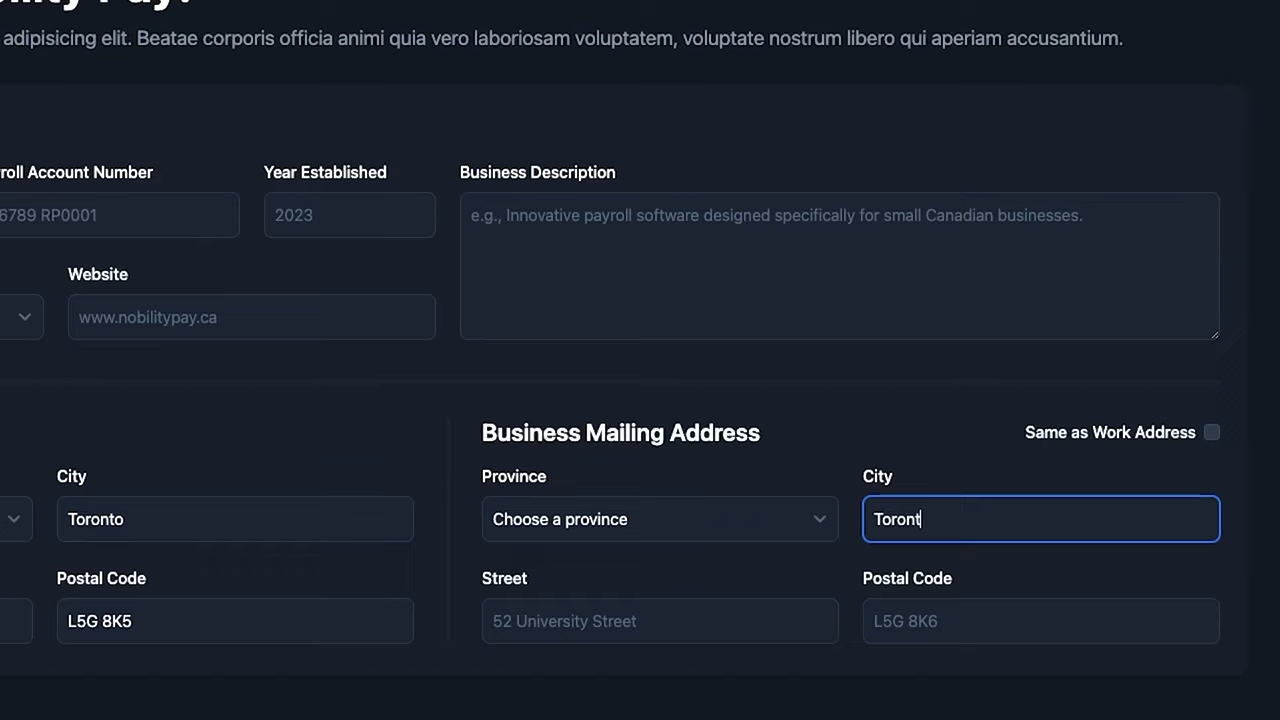 Pay?
adipisicing elit. Beatae corporis officia animi quia vero laboriosam voluptatem, voluptate nostrum libero qui aperiam accusantium.
roll Account Number
Year Established
Business Description
6789 RP0001
2023
e.g., Innovative payroll software designed specifically for small Canadian businesses.
Website
www.nobilitypay.ca
Business Mailing Address
Same as Work Address
City
Province
City
Toronto
Choose a province
Toront
Postal Code
Street
Postal Code
L5G 8K5
52 University Street
L5G 8K6